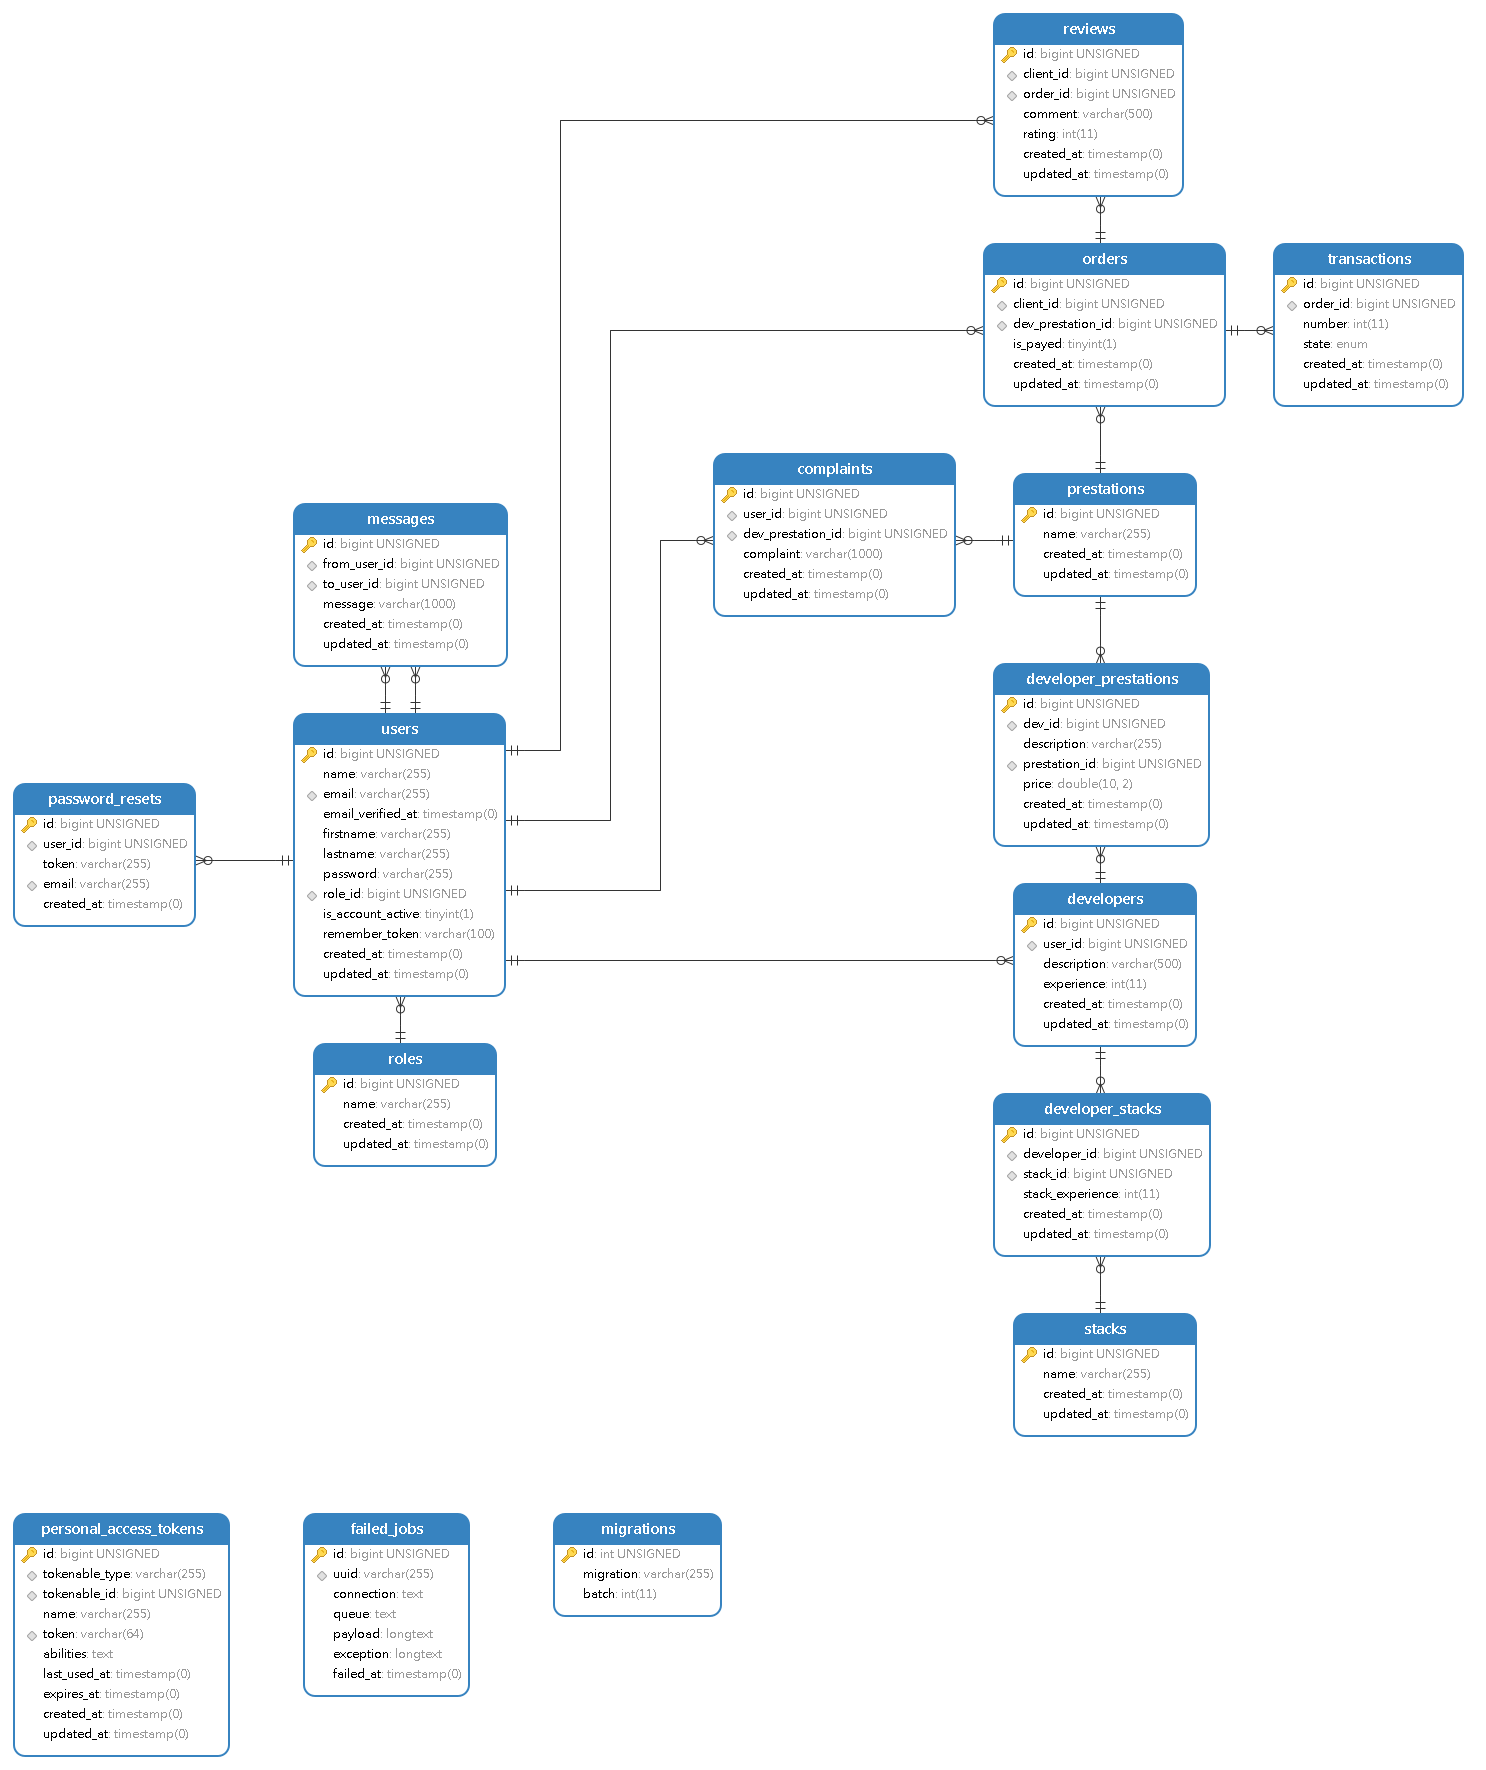 reviews
id: bigint UNSIGNED
client_id: bigint UNSIGNED
order_id: bigint UNSIGNED
comment: varchar(500)
rating: int(11)
created_at: timestamp(0)
updated_at: timestamp(0)
orders
id: bigint UNSIGNED
client_id: bigint UNSIGNED
dev_prestation_id: bigint UNSIGNED
is_payed: tinyint(1)
created_at: timestamp(0)
updated_at: timestamp(0)
transactions
id: bigint UNSIGNED
order_id: bigint UNSIGNED
number: int(11)
state: enum
created_at: timestamp(0)
updated_at: timestamp(0)
complaints
id: bigint UNSIGNED
user_id: bigint UNSIGNED
dev_prestation_id: bigint UNSIGNED
complaint: varchar(1000)
created_at: timestamp(0)
updated_at: timestamp(0)
prestations
id: bigint UNSIGNED
name: varchar(255)
created_at: timestamp(0)
updated_at: timestamp(0)
messages
id: bigint UNSIGNED
from_user_id: bigint UNSIGNED
to_user_id: bigint UNSIGNED
message: varchar(1000)
created_at: timestamp(0)
updated_at: timestamp(0)
developer_prestations
id: bigint UNSIGNED
dev_id: bigint UNSIGNED
description: varchar(255)
prestation_id: bigint UNSIGNED
price: double(10, 2)
created_at: timestamp(0)
updated_at: timestamp(0)
users
id: bigint UNSIGNED
name: varchar(255)
email: varchar(255)
email_verified_at: timestamp(0)
firstname: varchar(255)
lastname: varchar(255)
password: varchar(255)
role_id: bigint UNSIGNED
is_account_active: tinyint(1)
remember_token: varchar(100)
created_at: timestamp(0)
updated_at: timestamp(0)
password_resets
id: bigint UNSIGNED
user_id: bigint UNSIGNED
token: varchar(255)
email: varchar(255)
created_at: timestamp(0)
developers
id: bigint UNSIGNED
user_id: bigint UNSIGNED
description: varchar(500)
experience: int(11)
created_at: timestamp(0)
updated_at: timestamp(0)
roles
id: bigint UNSIGNED
name: varchar(255)
created_at: timestamp(0)
updated_at: timestamp(0)
developer_stacks
id: bigint UNSIGNED
developer_id: bigint UNSIGNED
stack_id: bigint UNSIGNED
stack_experience: int(11)
created_at: timestamp(0)
updated_at: timestamp(0)
stacks
id: bigint UNSIGNED
name: varchar(255)
created_at: timestamp(0)
updated_at: timestamp(0)
personal_access_tokens
id: bigint UNSIGNED
tokenable_type: varchar(255)
tokenable_id: bigint UNSIGNED
name: varchar(255)
token: varchar(64)
abilities: text
last_used_at: timestamp(0)
expires_at: timestamp(0)
created_at: timestamp(0)
updated_at: timestamp(0)
failed_jobs
id: bigint UNSIGNED
uuid: varchar(255)
connection: text
queue: text
payload: longtext
exception: longtext
failed_at: timestamp(0)
migrations
id: int UNSIGNED
migration: varchar(255)
batch: int(11)